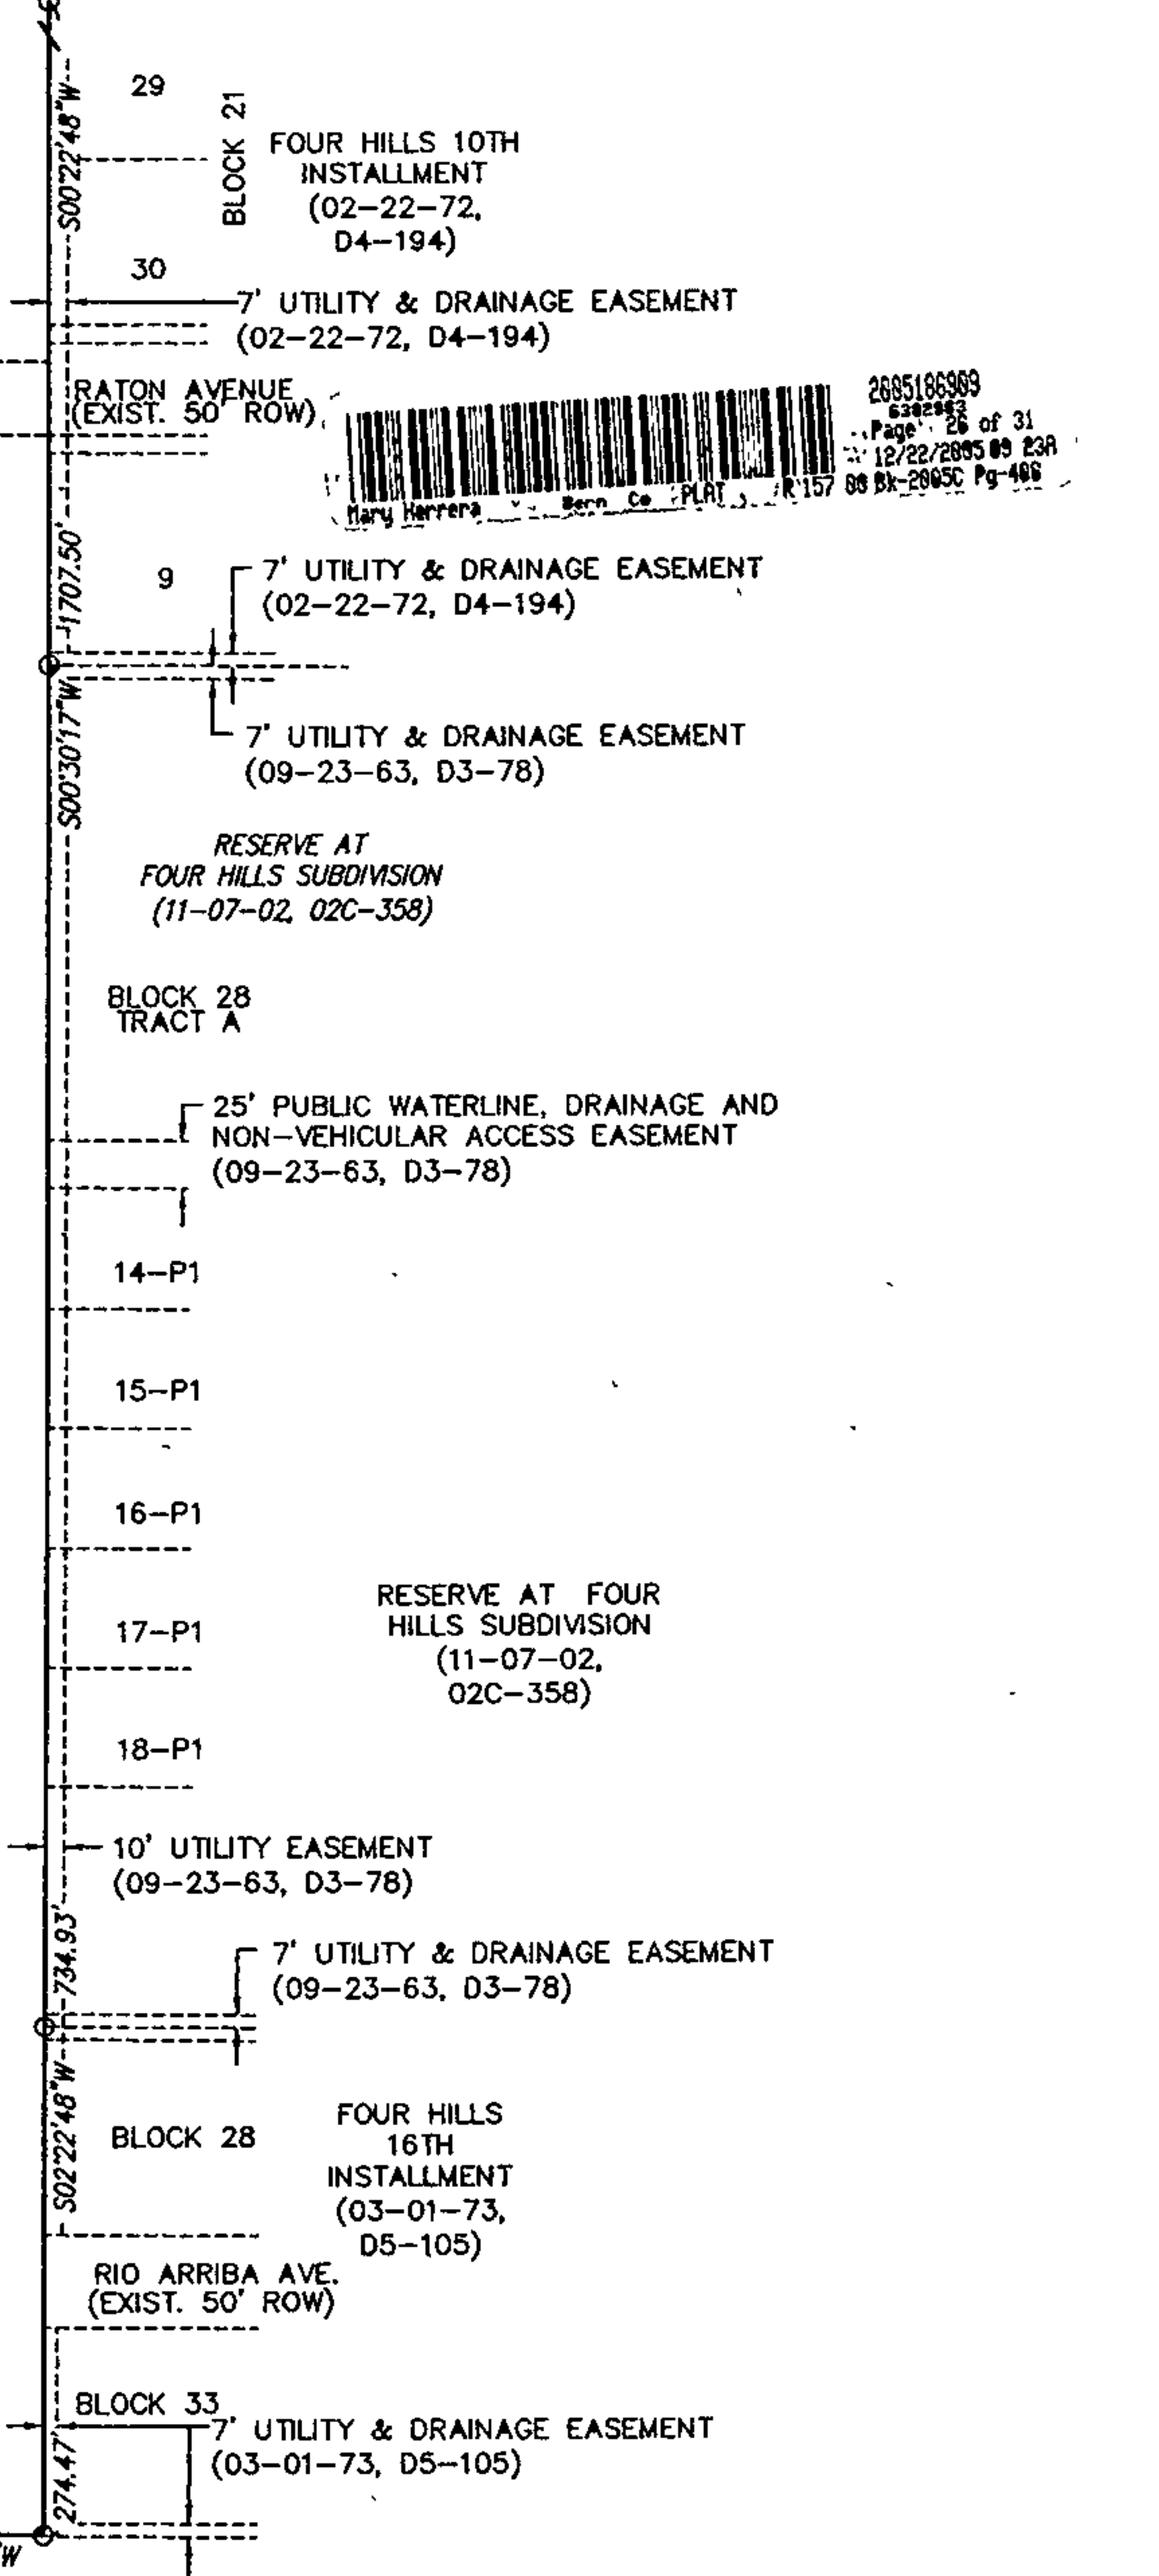 29
BLOCK 21
S00°22'48"W
FOUR HILLS 10TH
INSTALLMENT
(02-22-72,
D4-194)
30
7' UTILITY & DRAINAGE EASEMENT
(02-22-72, D4-194)
RATON AVENUE
(EXIST. 50' ROW)
Page: 26 of 31
Mary Herrera Bern Co PLAT
1707.50'
9
7' UTILITY & DRAINAGE EASEMENT
(02-22-72, D4-194)
S00°30'17"W
7' UTILITY & DRAINAGE EASEMENT
(09-23-63, D3-78)
RESERVE AT
FOUR HILLS SUBDIVISION
(11-07-02, 02C-358)
BLOCK 28
TRACT A
25' PUBLIC WATERLINE, DRAINAGE AND
NON-VEHICULAR ACCESS EASEMENT
(09-23-63, D3-78)
14-P1
15-P1
16-P1
17-P1
18-P1
RESERVE AT FOUR
HILLS SUBDIVISION
(11-07-02,
02C-358)
10' UTILITY EASEMENT
(09-23-63, D3-78)
734.93'
7' UTILITY & DRAINAGE EASEMENT
(09-23-63, D3-78)
S02°22'48"W
BLOCK 28
FOUR HILLS
16TH
INSTALLMENT
(03-01-73,
D5-105)
RIO ARRIBA AVE.
(EXIST. 50' ROW)
BLOCK 33
7' UTILITY & DRAINAGE EASEMENT
(03-01-73, D5-105)
274.47'
W